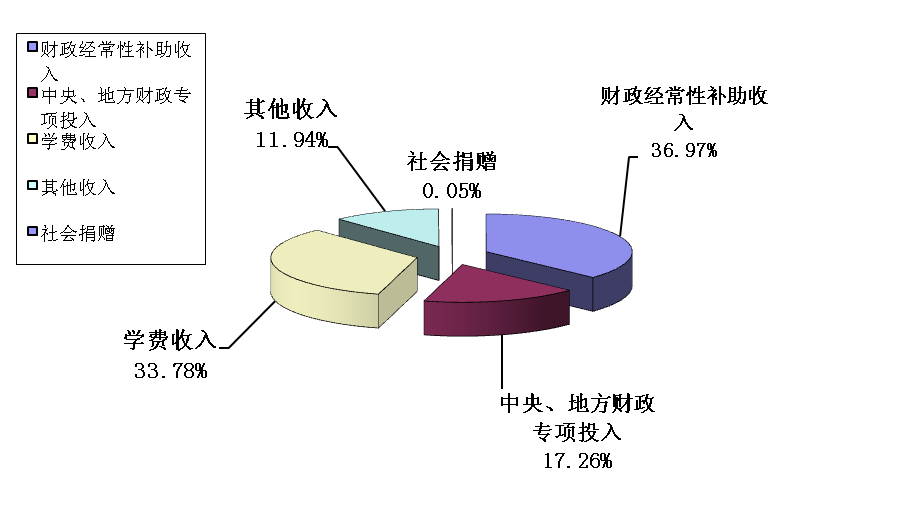 财政经常性补助收
入
中央、地方财政专
项投入
学费收入
其他收入
社会捐赠
其他收入
11.94%
社会捐赠
0.05%
财政经常性补助收
入
36.97%
学费收入
33.78%
中央、地方财政
专项投入
17.26%